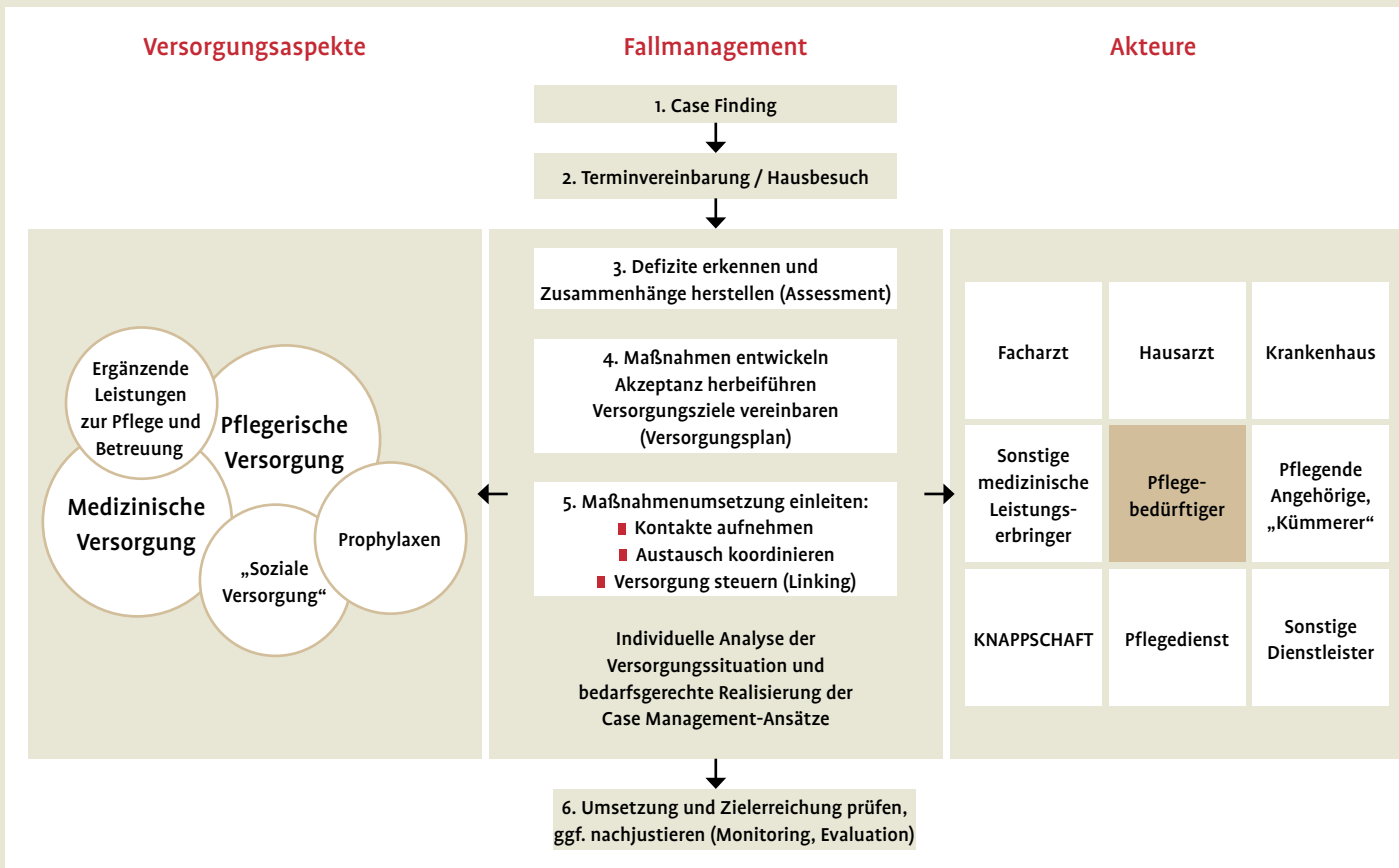 Versorgungsaspekte
Fallmanagement
Akteure
1. Case Finding
2. Terminvereinbarung / Hausbesuch
Ergänzende
Leistungen
zur Pflege und
Betreuung
Pflegerische
Versorgung
Medizinische
Versorgung
„Soziale
Versorgung“
Prophylaxen
3. Defizite erkennen und
Zusammenhänge herstellen (Assessment)
4. Maßnahmen entwickeln
Akzeptanz herbeiführen
Versorgungsziele vereinbaren
(Versorgungsplan)
5. Maßnahmenumsetzung einleiten:
Kontakte aufnehmen
Austausch koordinieren
Versorgung steuern (Linking)
Individuelle Analyse der
Versorgungssituation und
bedarfsgerechte Realisierung der
Case Management-Ansätze
Facharzt
Hausarzt
Krankenhaus
Sonstige
medizinische
Leistungs-
erbringer
Pflege-
bedürftiger
Pflegende
Angehörige,
„Kümmerer“
KNAPPSCHAFT
Pflegedienst
Sonstige
Dienstleister
6. Umsetzung und Zielerreichung prüfen,
ggf. nachjustieren (Monitoring, Evaluation)